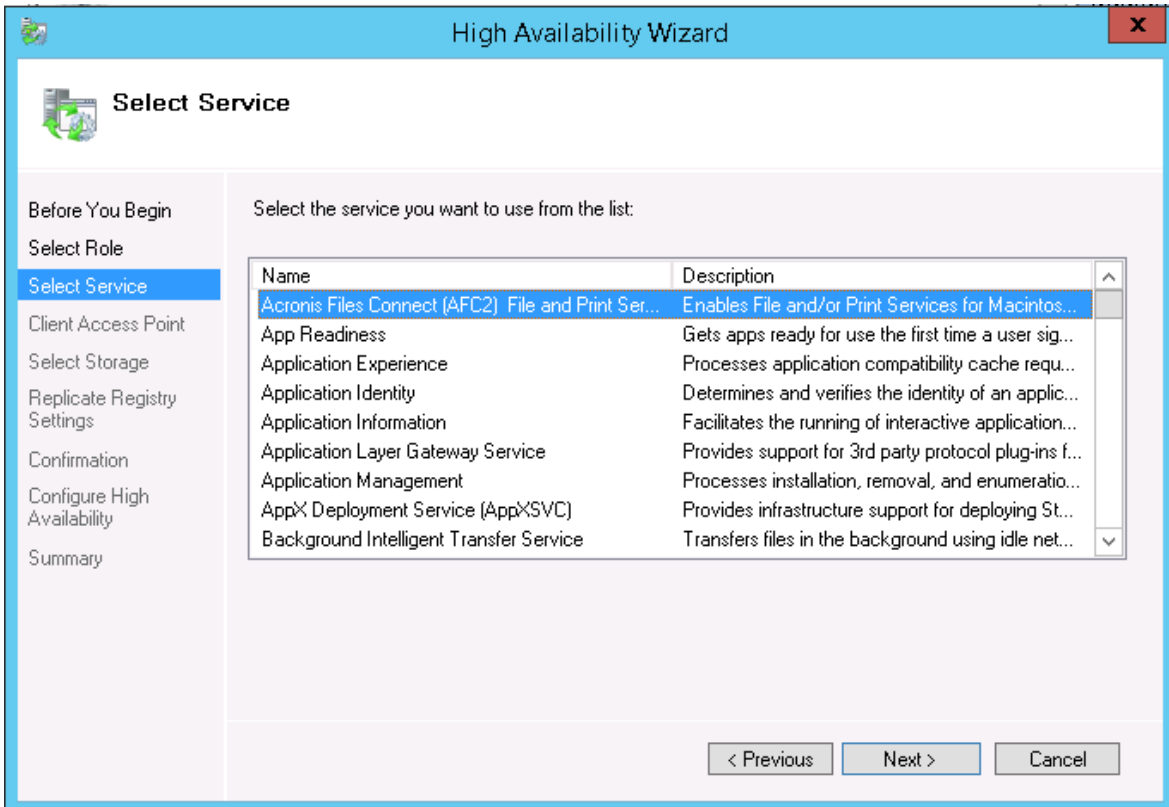 High Availability Wizard
x
Select Service
Before You Begin
Select Role
Select Service
Client Access Point
Select Storage
Replicate Registry
Settings
Confirmation
Configure High
Availability
Summary
Select the service you want to use from the list:
Name Description
Acronis Files Connect (AFC2) File and Print Ser... Enables File and/or Print Services for Macintos...
App Readiness Gets apps ready for use the first time a user sig...
Application Experience Processes application compatibility cache requ...
Application Identity Determines and verifies the identity of an applic...
Application Information Facilitates the running of interactive application...
Application Layer Gateway Service Provides support for 3rd party protocol plug-ins f...
Application Management Processes installation, removal, and enumeratio...
AppX Deployment Service (AppXSVC) Provides infrastructure support for deploying St...
Background Intelligent Transfer Service Transfers files in the background using idle net...
< Previous Next > Cancel